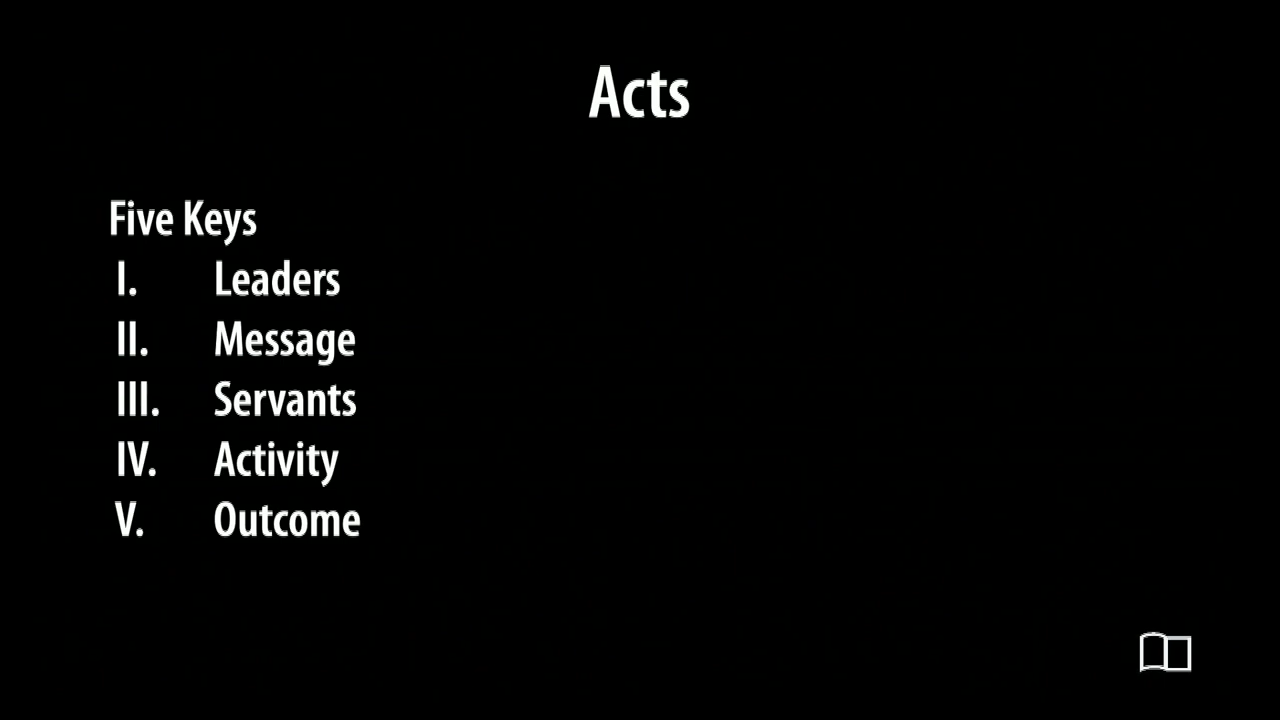 Acts
Five Keys
I. Leaders
II. Message
III. Servants
IV. Activity
V. Outcome